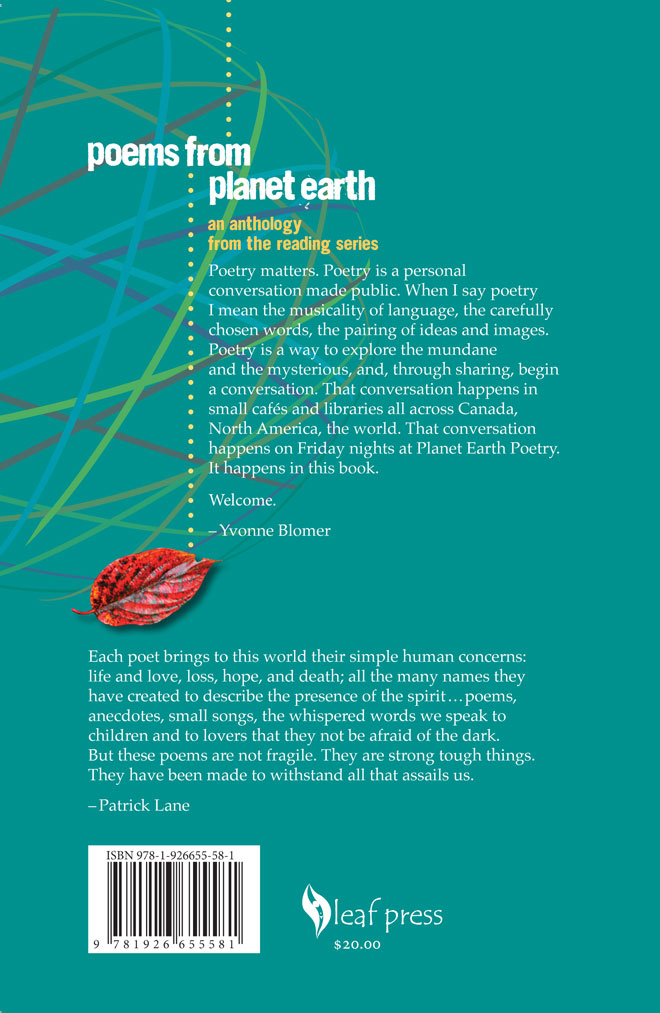 poems from
planet earth
an anthology
from the reading series
Poetry matters. Poetry is a personal
conversation made public. When I say poetry
I mean the musicality of language, the carefully
chosen words, the pairing of ideas and images.
Poetry is a way to explore the mundane
and the mysterious, and, through sharing, begin
a conversation. That conversation happens in
small cafés and libraries all across Canada,
North America, the world. That conversation
happens on Friday nights at Planet Earth Poetry.
It happens in this book.
Welcome.
– Yvonne Blomer
Each poet brings to this world their simple human concerns:
life and love, loss, hope, and death; all the many names they
have created to describe the presence of the spirit…poems,
anecdotes, small songs, the whispered words we speak to
children and to lovers that they not be afraid of the dark.
But these poems are not fragile. They are strong tough things.
They have been made to withstand all that assails us.
– Patrick Lane
ISBN 978-1-926655-58-1
9 781926 655581
leaf press
$20.00